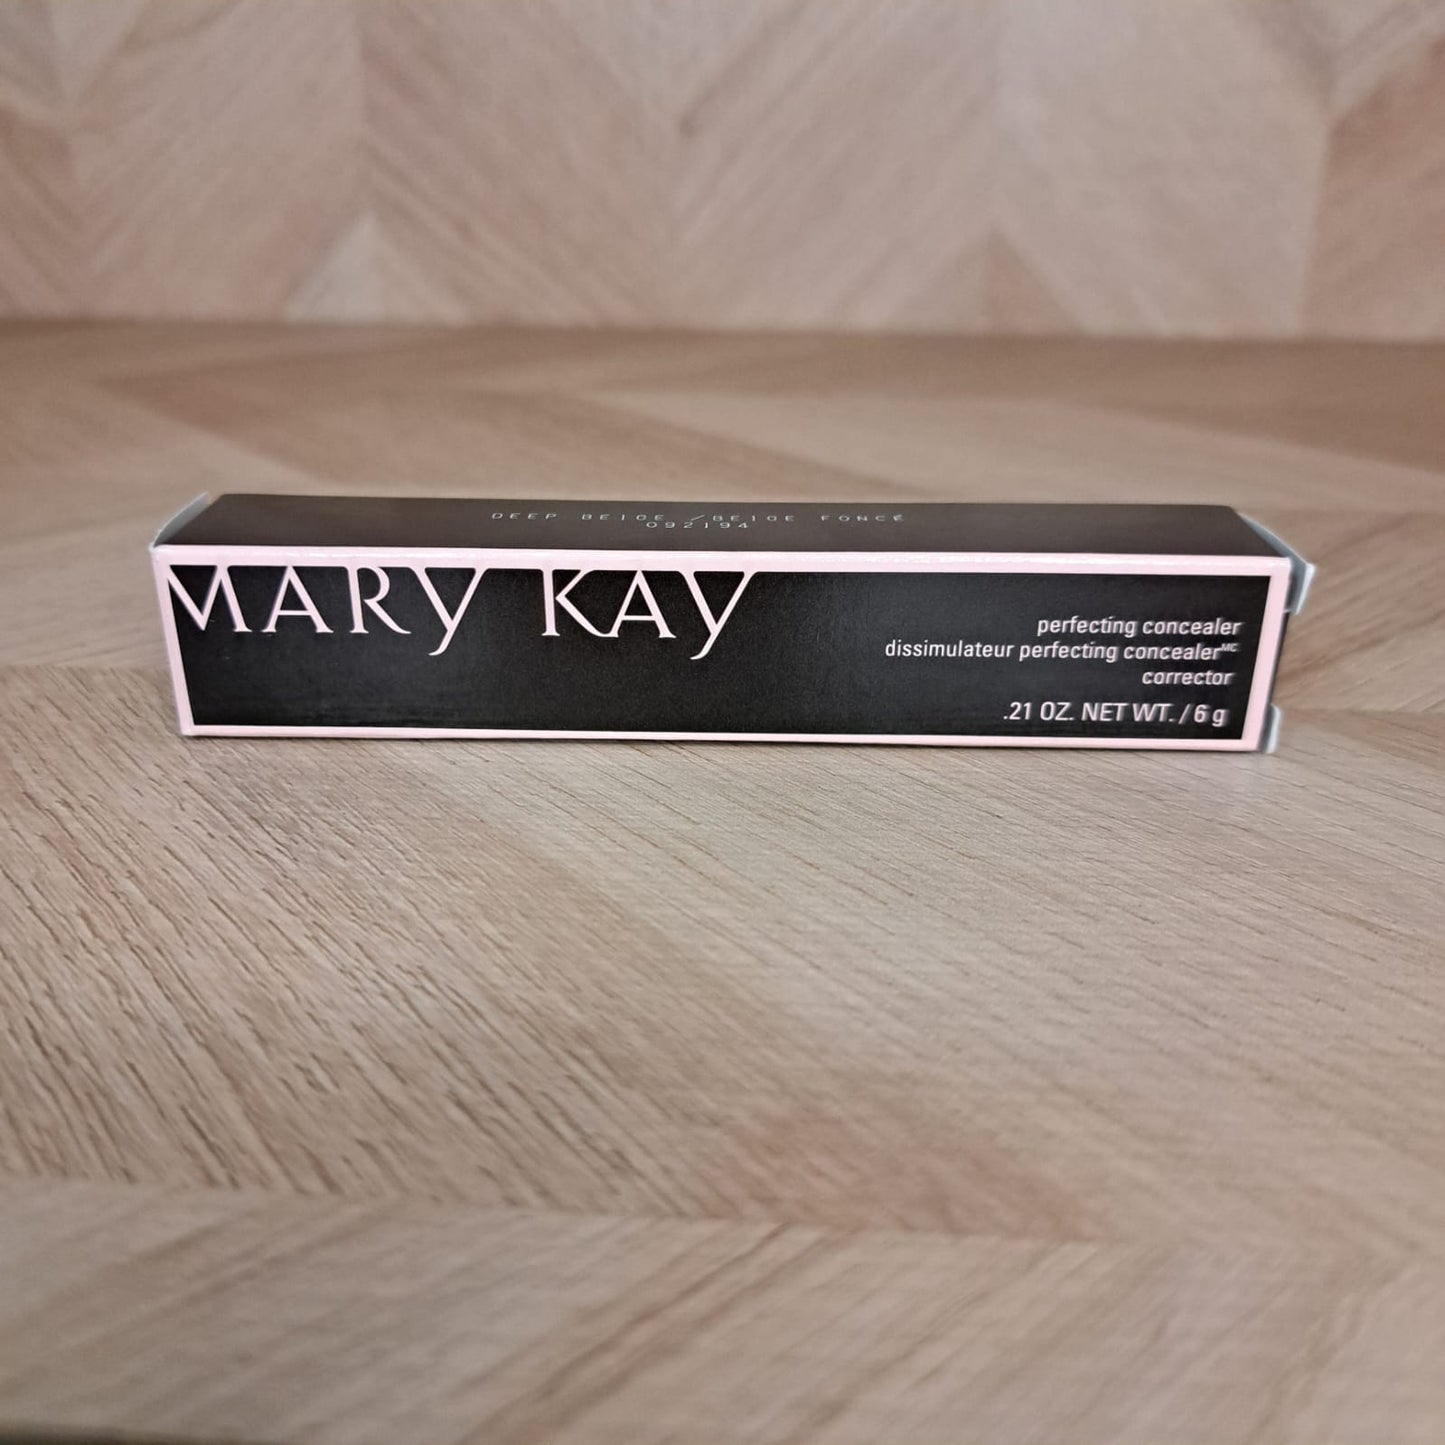 DEEP BEIGE / BEIGE FONCÉ
092194
MARY KAY
perfecting concealer
dissimulateur perfecting concealerᴹᶜ
corrector
.21 OZ. NET WT. / 6 g